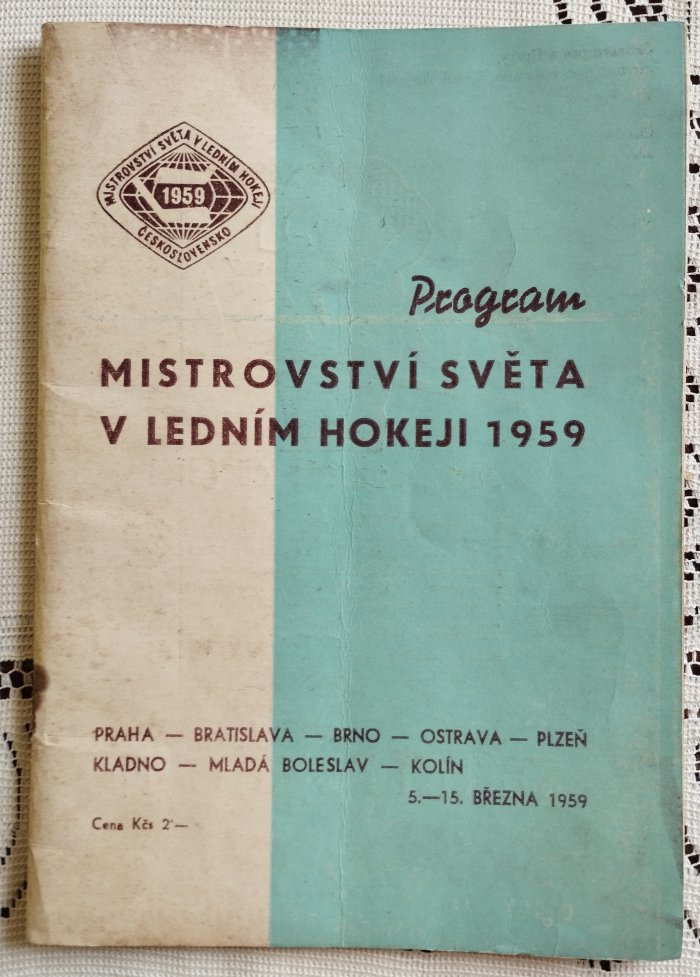 MISTROVSTVÍ SVĚTA V LEDNÍM HOKEJI
1959
ČESKOSLOVENSKO
Program
MISTROVSTVÍ SVĚTA
V LEDNÍM HOKEJI 1959
PRAHA — BRATISLAVA — BRNO — OSTRAVA — PLZEŇ
KLADNO — MLADÁ BOLESLAV — KOLÍN
5.—15. BŘEZNA 1959
Cena Kčs 2·—